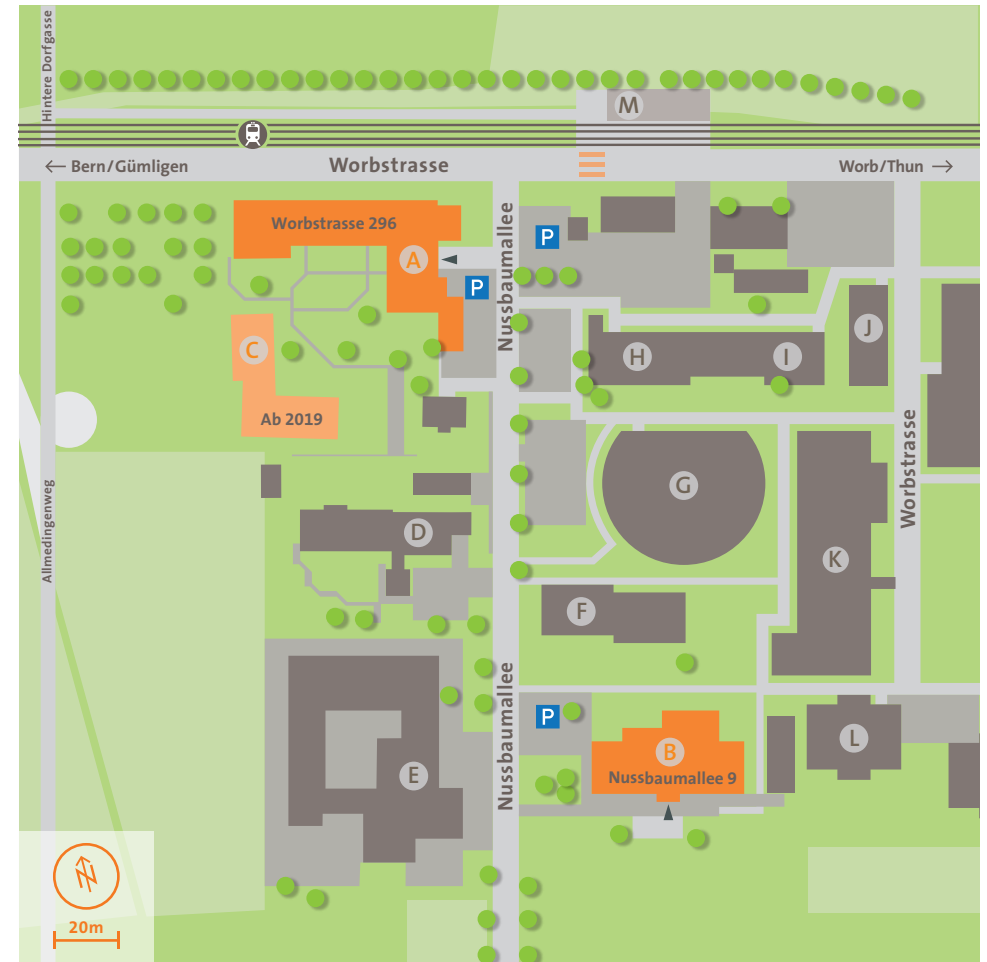 Hintere Dorfgasse
M
← Bern/Gümligen
Worbstrasse
Worb/Thun →
Worbstrasse 296
A
P
P
Nussbaumallee
C
Ab 2019
H
I
J
G
Worbstrasse
Allmedingenweg
D
K
F
Nussbaumallee
P
B
Nussbaumallee 9
L
E
N
20m